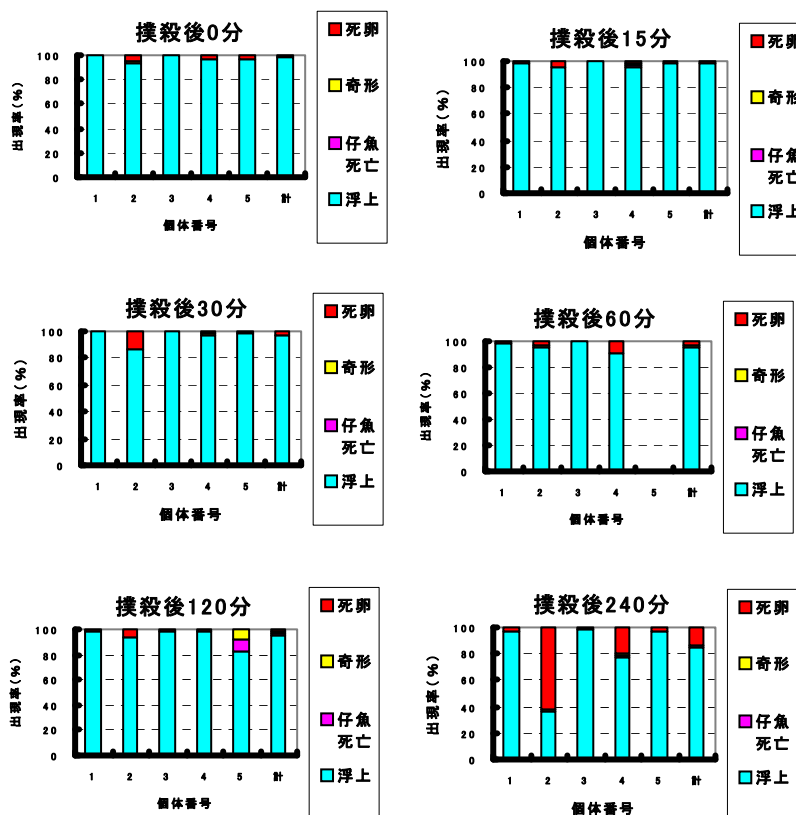 撲殺後0分
出現率(%)
100
80
60
40
20
0
1 2 3 4 5 計
個体番号
死卵
奇形
仔魚
死亡
浮上
撲殺後15分
出現率(%)
100
80
60
40
20
0
1 2 3 4 5 計
個体番号
死卵
奇形
仔魚
死亡
浮上
撲殺後30分
出現率(%)
100
80
60
40
20
0
1 2 3 4 5 計
個体番号
死卵
奇形
仔魚
死亡
浮上
撲殺後60分
出現率(%)
100
80
60
40
20
0
1 2 3 4 5 計
個体番号
死卵
奇形
仔魚
死亡
浮上
撲殺後120分
出現率(%)
100
80
60
40
20
0
1 2 3 4 5 計
個体番号
死卵
奇形
仔魚
死亡
浮上
撲殺後240分
出現率(%)
100
80
60
40
20
0
1 2 3 4 5 計
個体番号
死卵
奇形
仔魚
死亡
浮上